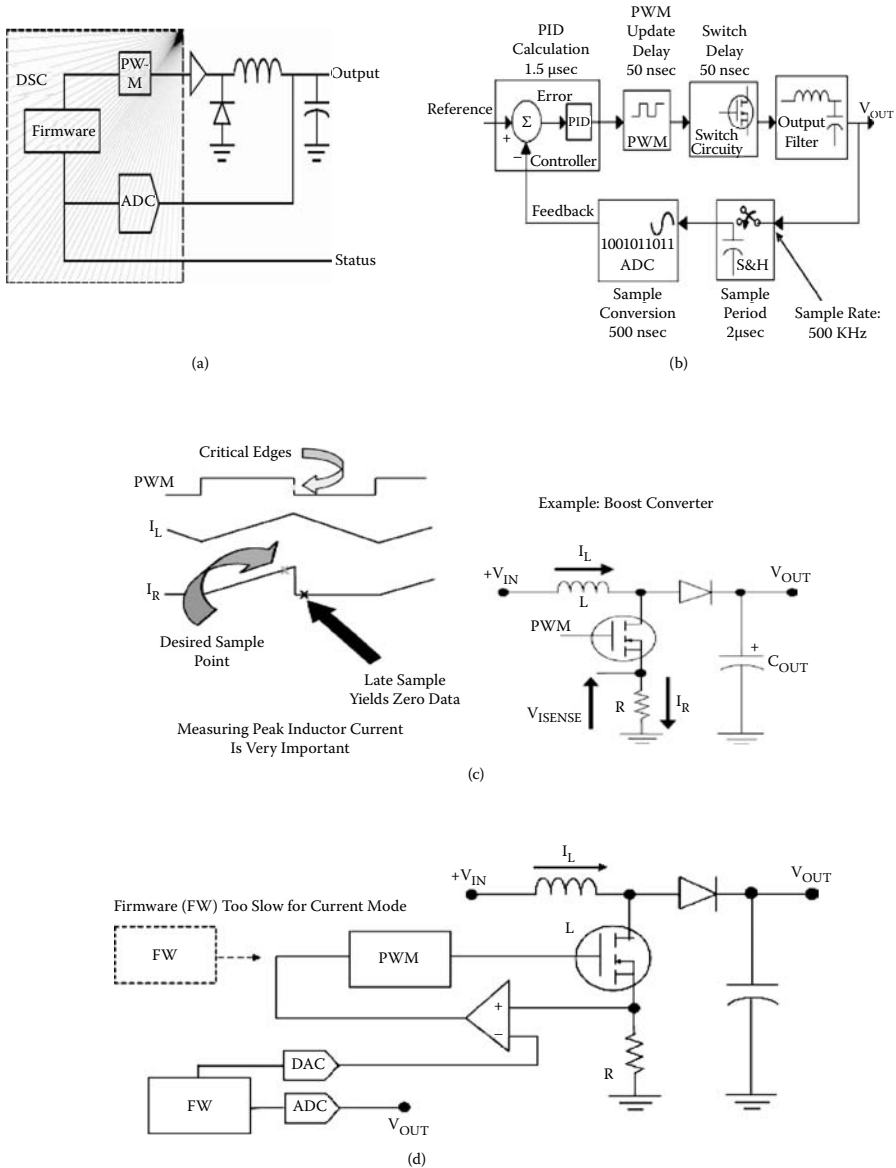 DSC
PW-
M
Firmware
ADC
Output
Status
(a)
PID
Calculation
1.5 μsec
PWM
Update
Delay
50 nsec
Switch
Delay
50 nsec
Reference
Error
Σ
+
−
PID
Controller
PWM
Switch
Circuity
Output
Filter
VOUT
Feedback
1001011011
ADC
S&H
Sample
Conversion
500 nsec
Sample
Period
2μsec
Sample Rate:
500 KHz
(b)
Critical Edges
PWM
IL
IR
Desired Sample
Point
Late Sample
Yields Zero Data
Measuring Peak Inductor Current
Is Very Important
Example: Boost Converter
IL
+VIN
L
VOUT
PWM
+
COUT
VISENSE
R
IR
(c)
IL
+VIN
VOUT
Firmware (FW) Too Slow for Current Mode
L
FW
PWM
+
−
DAC
FW
ADC
VOUT
R
(d)